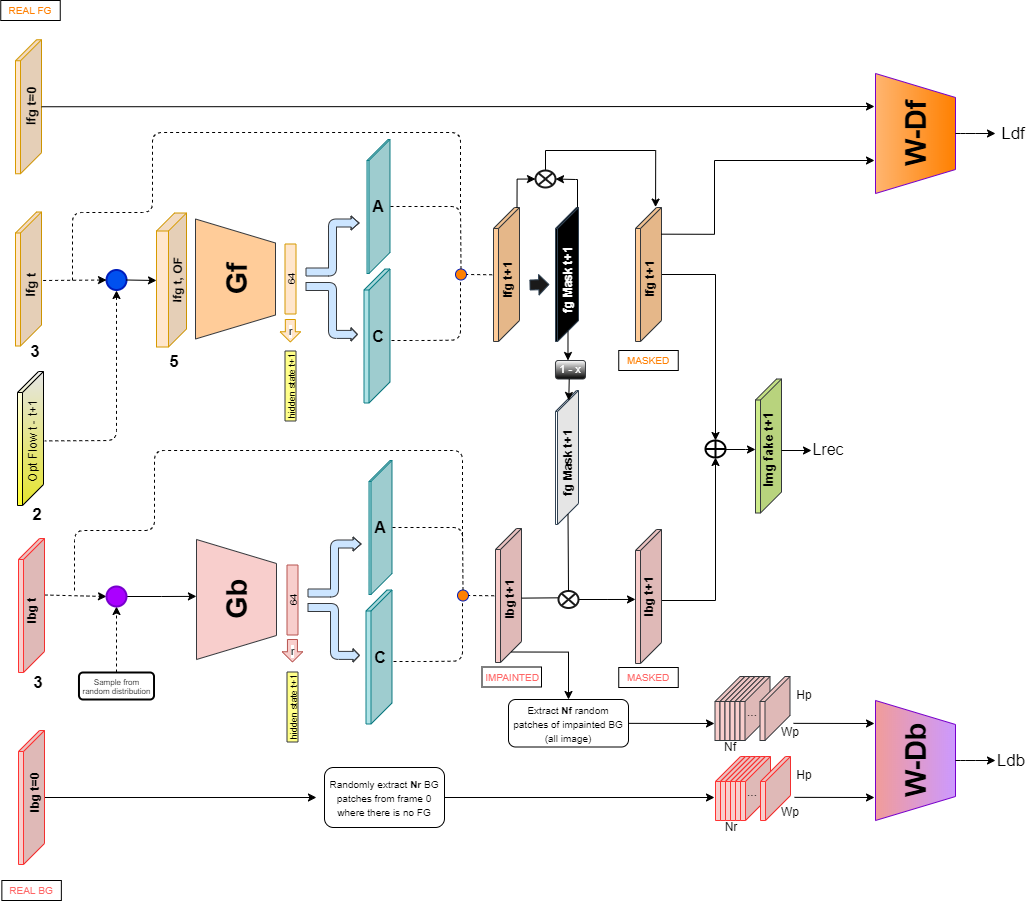 REAL FG
Ifg t=0
W-Df
Ldf
Ifg t
3
Ifg t, OF
5
Gf
64
r
hidden state t+1
A
C
Ifg t+1
fg Mask t+1
Ifg t+1
MASKED
1 - x
fg Mask t+1
Opt Flow t - t+1
2
Img fake t+1
Lrec
Ibg t
3
Sample from
random distribution
Gb
64
r
hidden state t+1
A
C
Ibg t+1
IMPAINTED
Ibg t+1
MASKED
Extract Nf random
patches of impainted BG
(all image)
...
Nf
Hp
Wp
W-Db
Ldb
Ibg t=0
Randomly extract Nr BG
patches from frame 0
where there is no FG
...
Nr
Hp
Wp
REAL BG